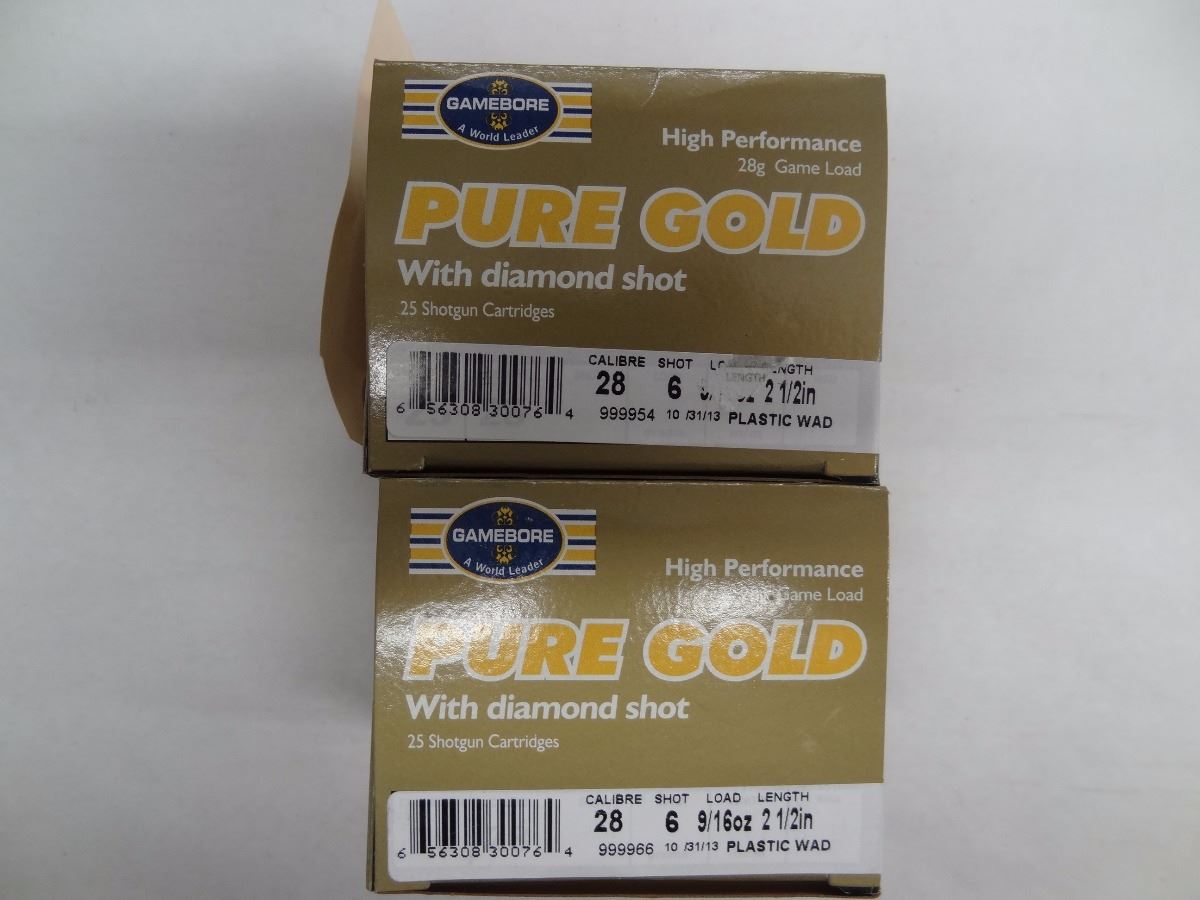 GAMEBORE
A World Leader
High Performance
28g Game Load
PURE GOLD
With diamond shot
25 Shotgun Cartridges
CALIBRE SHOT LENGTH
28 6 2 1/2in
6 56308 30076 4 999954 10 /31/13 PLASTIC WAD
GAMEBORE
A World Leader
High Performance
Game Load
PURE GOLD
With diamond shot
25 Shotgun Cartridges
CALIBRE SHOT LOAD LENGTH
28 6 9/16oz 2 1/2in
6 56308 30076 4 999966 10 /31/13 PLASTIC WAD